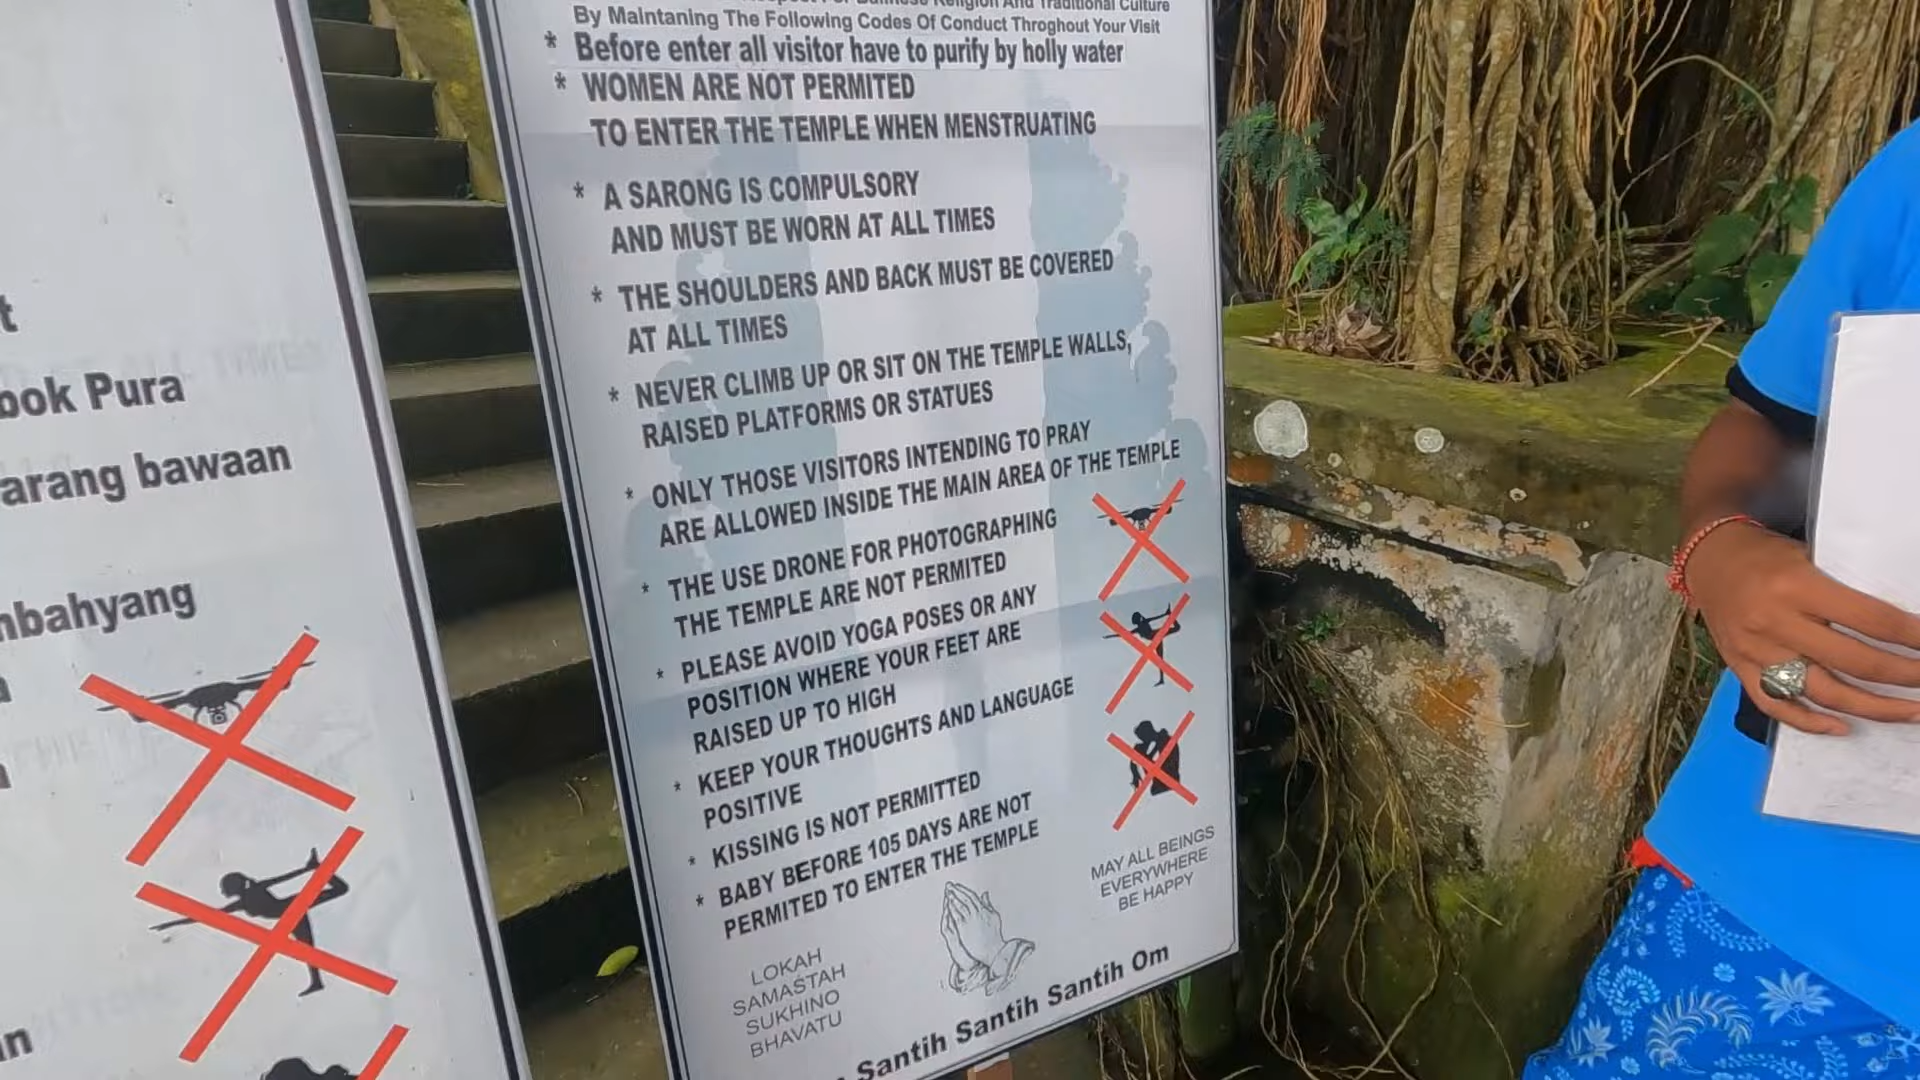 t
ook Pura
arang bawaan
nbahyang
Religion And Traditional Culture
By Maintaning The Following Codes Of Conduct Throghout Your Visit
* Before enter all visitor have to purify by holly water
* WOMEN ARE NOT PERMITED
TO ENTER THE TEMPLE WHEN MENSTRUATING
* A SARONG IS COMPULSORY
AND MUST BE WORN AT ALL TIMES
* THE SHOULDERS AND BACK MUST BE COVERED
AT ALL TIMES
* NEVER CLIMB UP OR SIT ON THE TEMPLE WALLS,
RAISED PLATFORMS OR STATUES
* ONLY THOSE VISITORS INTENDING TO PRAY
ARE ALLOWED INSIDE THE MAIN AREA OF THE TEMPLE
* THE USE DRONE FOR PHOTOGRAPHING
THE TEMPLE ARE NOT PERMITED
* PLEASE AVOID YOGA POSES OR ANY
POSITION WHERE YOUR FEET ARE
RAISED UP TO HIGH
* KEEP YOUR THOUGHTS AND LANGUAGE
POSITIVE
* KISSING IS NOT PERMITTED
* BABY BEFORE 105 DAYS ARE NOT
PERMITED TO ENTER THE TEMPLE
MAY ALL BEINGS
EVERYWHERE
BE HAPPY
LOKAH
SAMASTAH
SUKHINO
BHAVATU
Santih Santih Santih Om